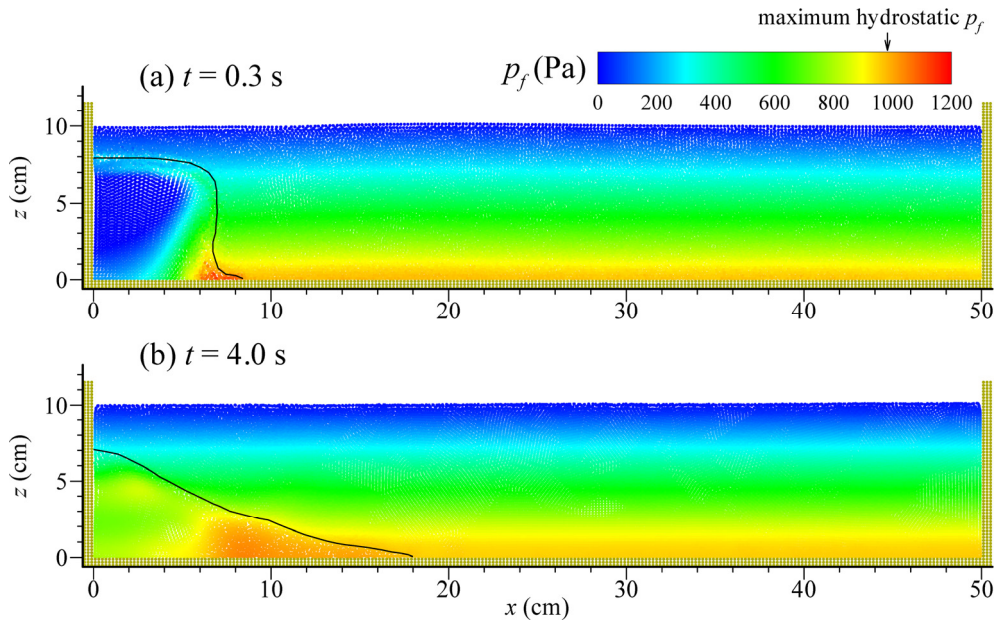 maximum hydrostatic p_f
(a) t = 0.3 s
p_f (Pa)
0 200 400 600 800 1000 1200
10
5
0
z (cm)
0 10 20 30 40 50
(b) t = 4.0 s
10
5
0
z (cm)
0 10 20 30 40 50
x (cm)